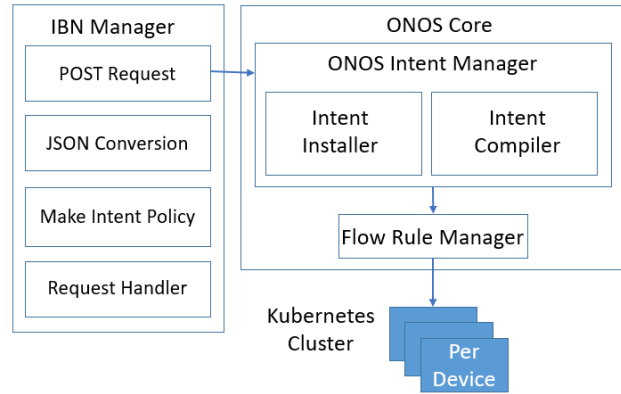 IBN Manager
POST Request
JSON Conversion
Make Intent Policy
Request Handler
ONOS Core
ONOS Intent Manager
Intent
Installer
Intent
Compiler
Flow Rule Manager
Kubernetes
Cluster
Per
Device